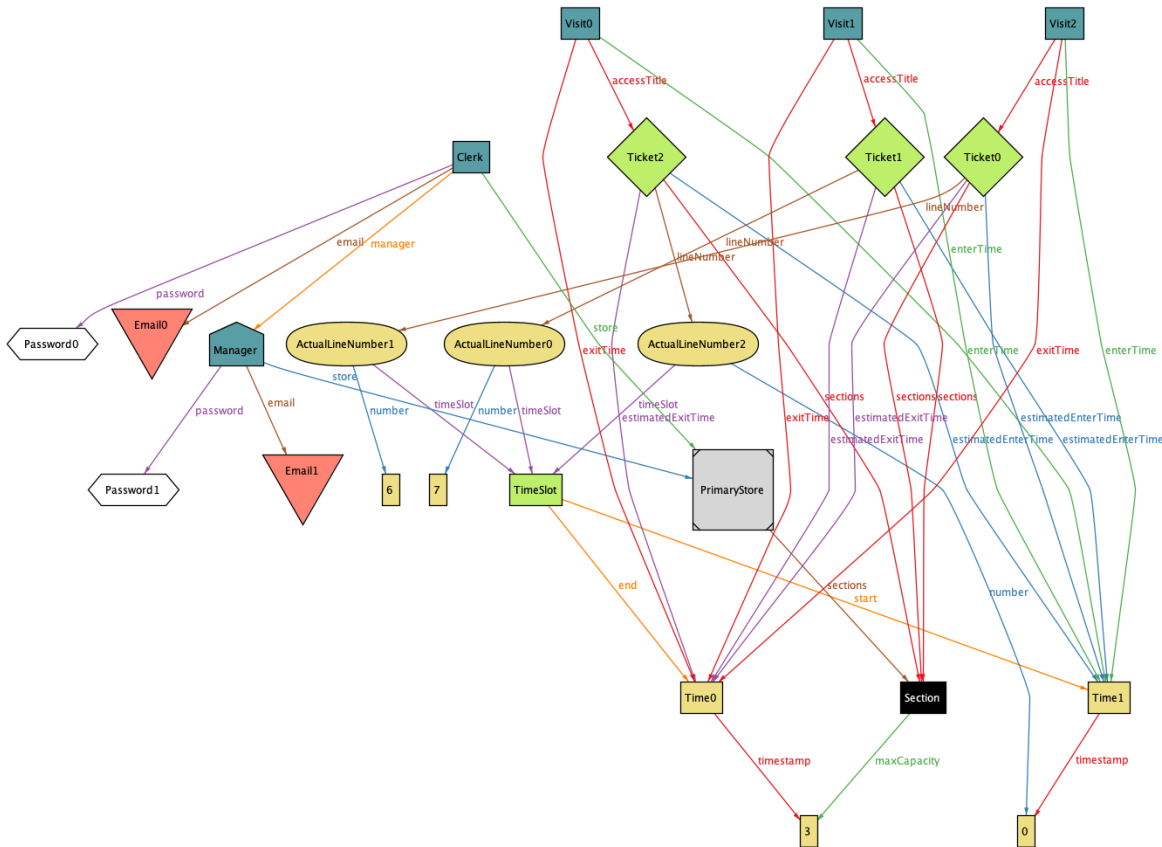 Visit0
Visit1
Visit2
accessTitle
accessTitle
accessTitle
Clerk
Ticket2
Ticket1
Ticket0
lineNumber
email
manager
lineNumber
lineNumber
enterTime
password
Email0
store
Password0
Manager
ActualLineNumber1
ActualLineNumber0
ActualLineNumber2
exitTime
enterTime
exitTime
enterTime
store
password
email
number
timeSlot
number
timeSlot
timeSlot
estimatedExitTime
sections
exitTime
estimatedExitTime
sections
sections
estimatedEnterTime
estimatedExitTime
estimatedEnterTime
estimatedEnterTime
Email1
Password1
6
7
TimeSlot
PrimaryStore
end
sections
start
number
Time0
Section
Time1
timestamp
maxCapacity
timestamp
3
0